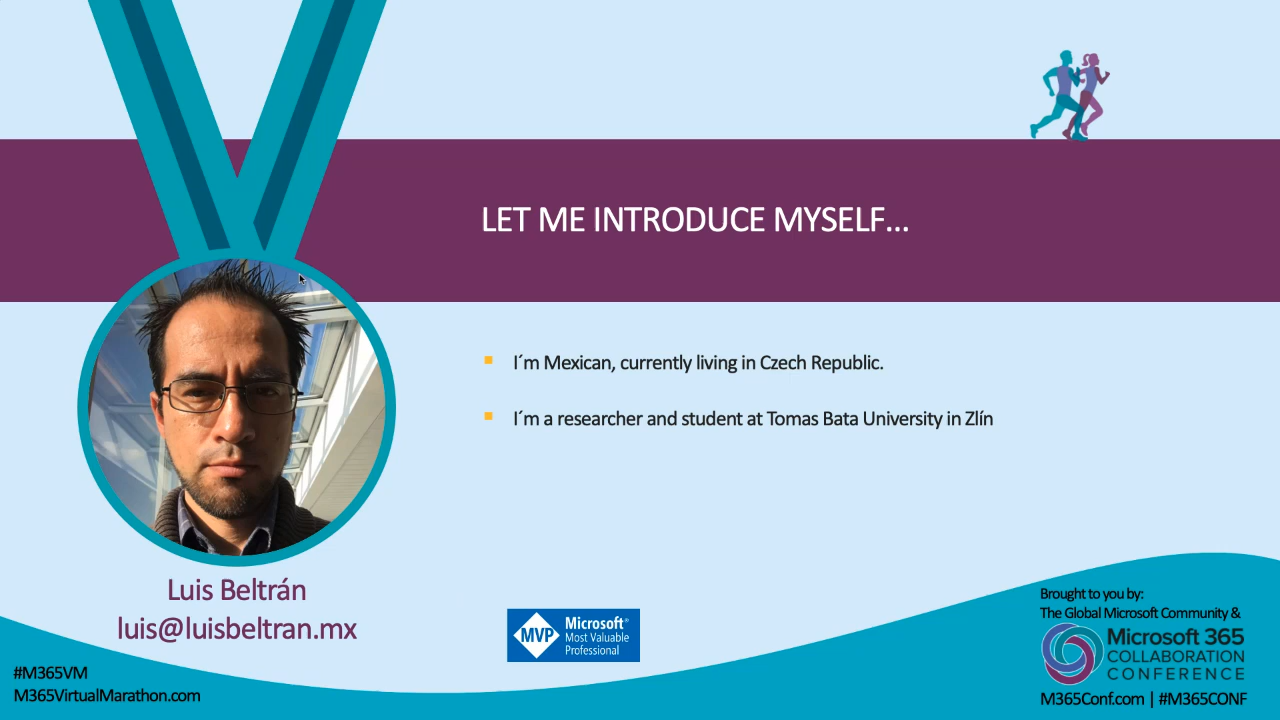 LET ME INTRODUCE MYSELF...
I´m Mexican, currently living in Czech Republic.
I´m a researcher and student at Tomas Bata University in Zlín
Luis Beltrán
luis@luisbeltran.mx
#M365VM
M365VirtualMarathon.com
MVP
Microsoft®
Most Valuable
Professional
Brought to you by:
The Global Microsoft Community &
Microsoft 365
COLLABORATION
CONFERENCE
M365Conf.com | #M365CONF